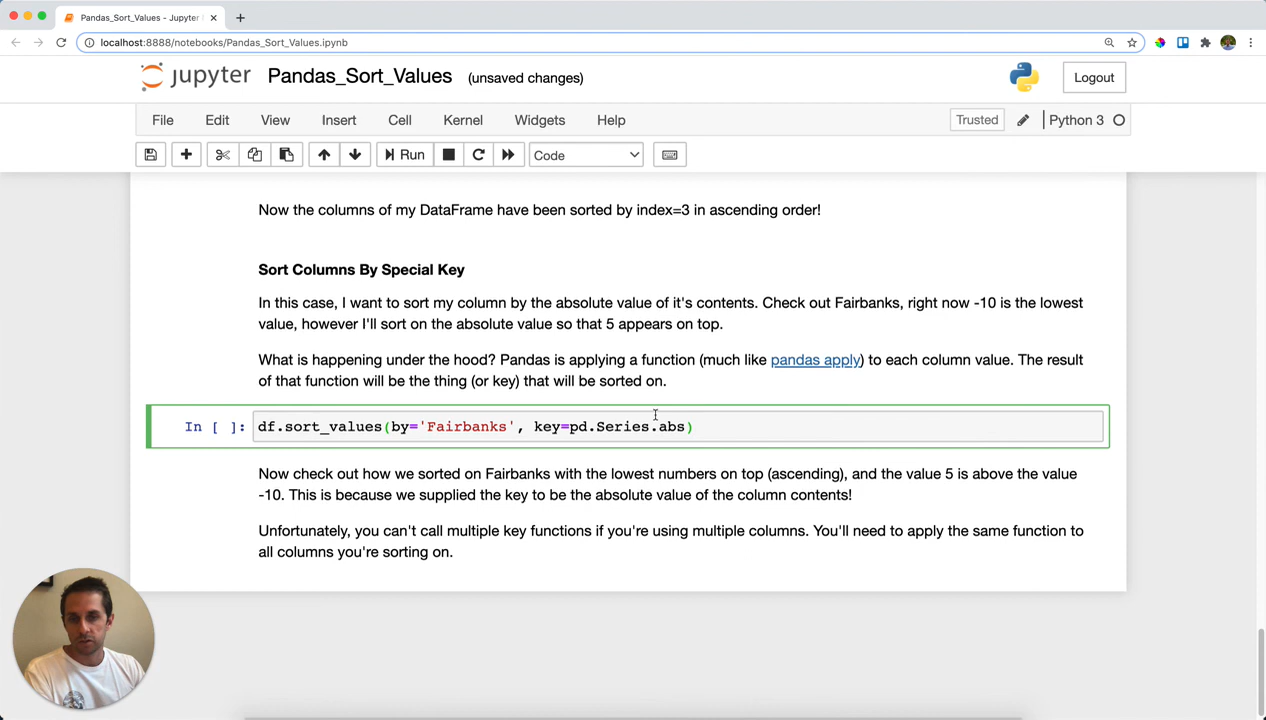 Pandas_Sort_Values - Jupyter
localhost:8888/notebooks/Pandas_Sort_Values.ipynb
jupyter Pandas_Sort_Values (unsaved changes) Logout
File Edit View Insert Cell Kernel Widgets Help Trusted Python 3
Run Code
Now the columns of my DataFrame have been sorted by index=3 in ascending order!
Sort Columns By Special Key
In this case, I want to sort my column by the absolute value of it's contents. Check out Fairbanks, right now -10 is the lowest
value, however I'll sort on the absolute value so that 5 appears on top.
What is happening under the hood? Pandas is applying a function (much like pandas apply) to each column value. The result
of that function will be the thing (or key) that will be sorted on.
In [ ]: df.sort_values(by='Fairbanks', key=pd.Series.abs)
Now check out how we sorted on Fairbanks with the lowest numbers on top (ascending), and the value 5 is above the value
-10. This is because we supplied the key to be the absolute value of the column contents!
Unfortunately, you can't call multiple key functions if you're using multiple columns. You'll need to apply the same function to
all columns you're sorting on.